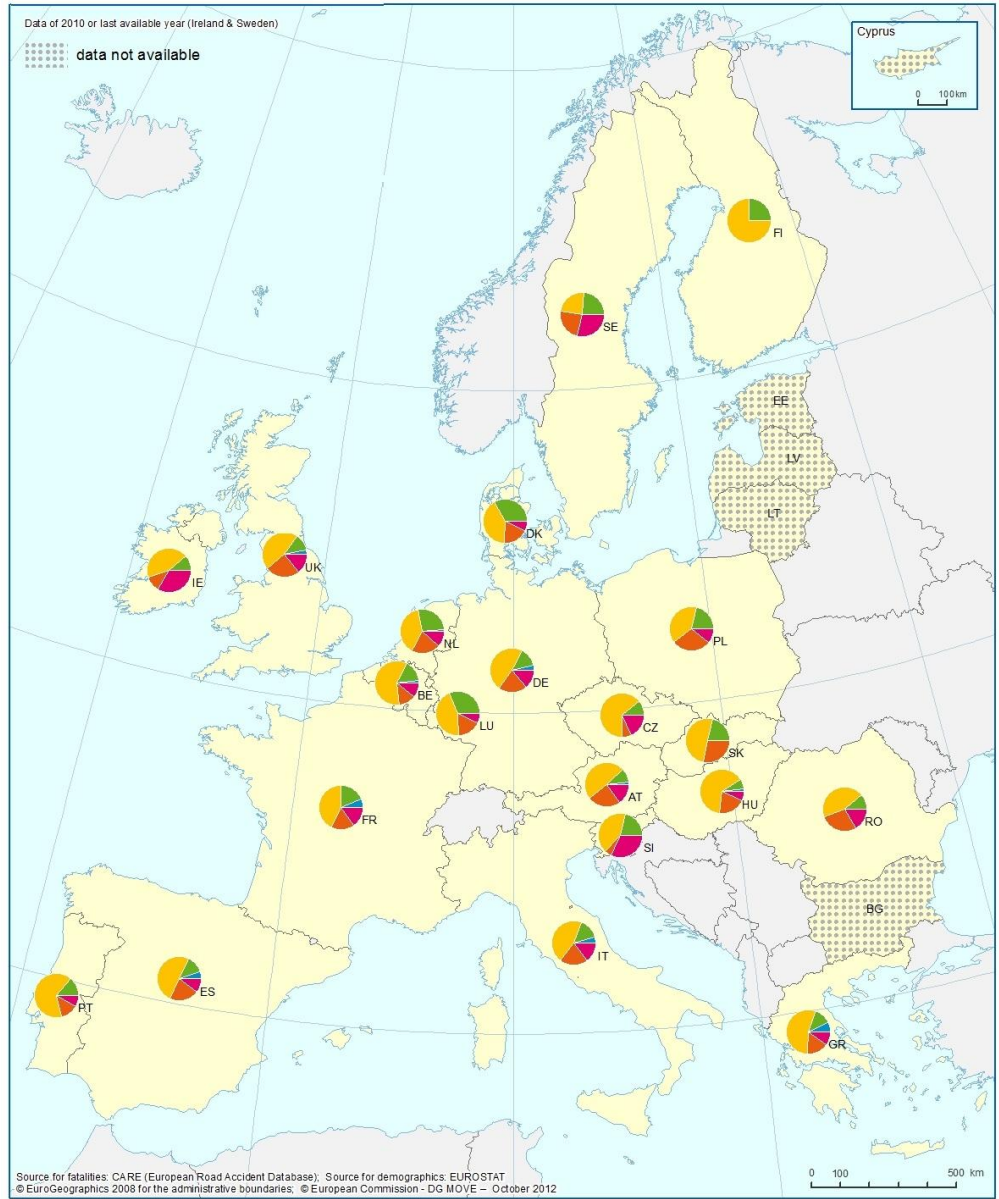 Data of 2010 or last available year (Ireland & Sweden)
data not available
Cyprus
0 100km
FI
SE
EE
LV
LT
DK
UK
IE
NL
PL
BE
DE
LU
CZ
SK
AT
HU
FR
RO
SI
BG
IT
ES
PT
GR
Source for fatalities: CARE (European Road Accident Database); Source for demographics: EUROSTAT
© EuroGeographics 2008 for the administrative boundaries; © European Commission - DG MOVE – October 2012
0 100 500 km